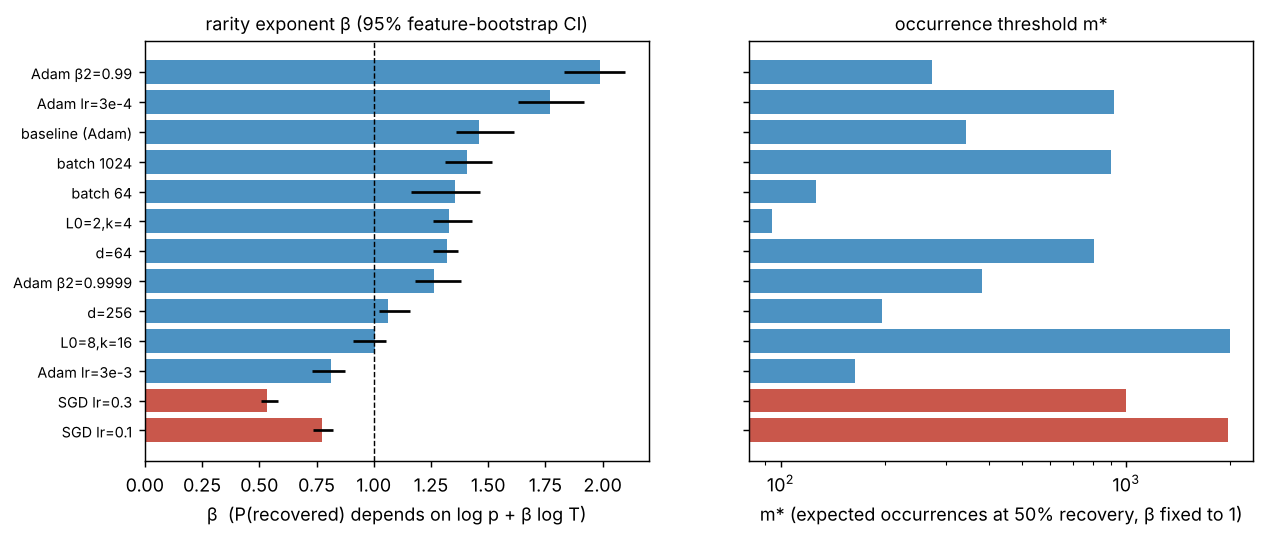 rarity exponent β (95% feature-bootstrap CI)
Adam β2=0.99
Adam lr=3e-4
baseline (Adam)
batch 1024
batch 64
L0=2,k=4
d=64
Adam β2=0.9999
d=256
L0=8,k=16
Adam lr=3e-3
SGD lr=0.3
SGD lr=0.1
0.00 0.25 0.50 0.75 1.00 1.25 1.50 1.75 2.00
β (P(recovered) depends on log p + β log T)
occurrence threshold m*
10² 10³
m* (expected occurrences at 50% recovery, β fixed to 1)